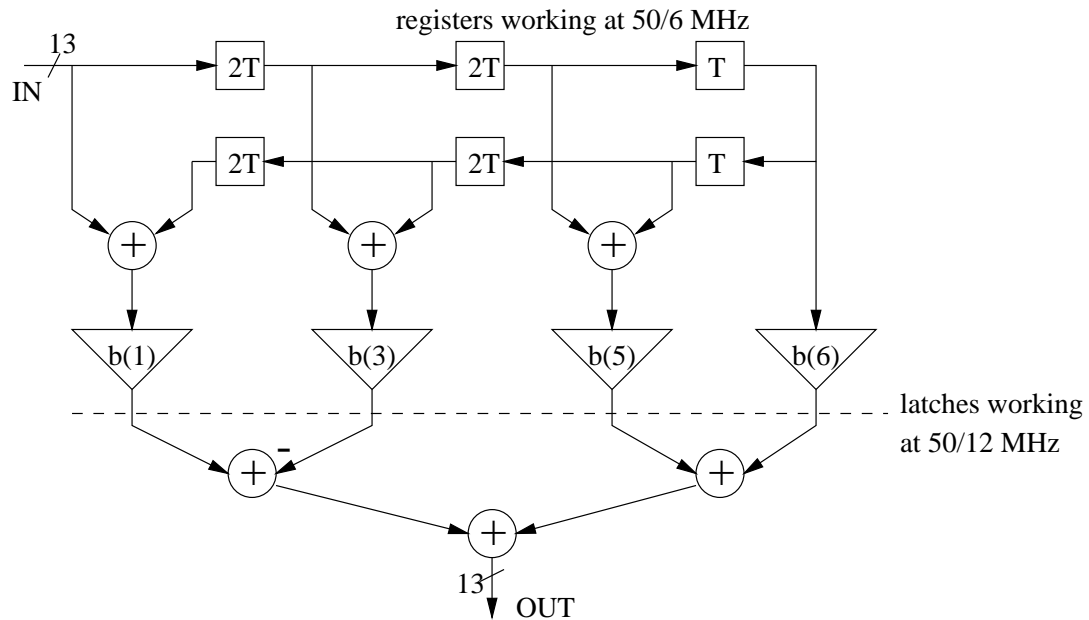 registers working at 50/6 MHz
13
IN
2T
2T
T
2T
2T
T
+
+
+
b(1)
b(3)
b(5)
b(6)
latches working
at 50/12 MHz
-
+
+
+
13
OUT